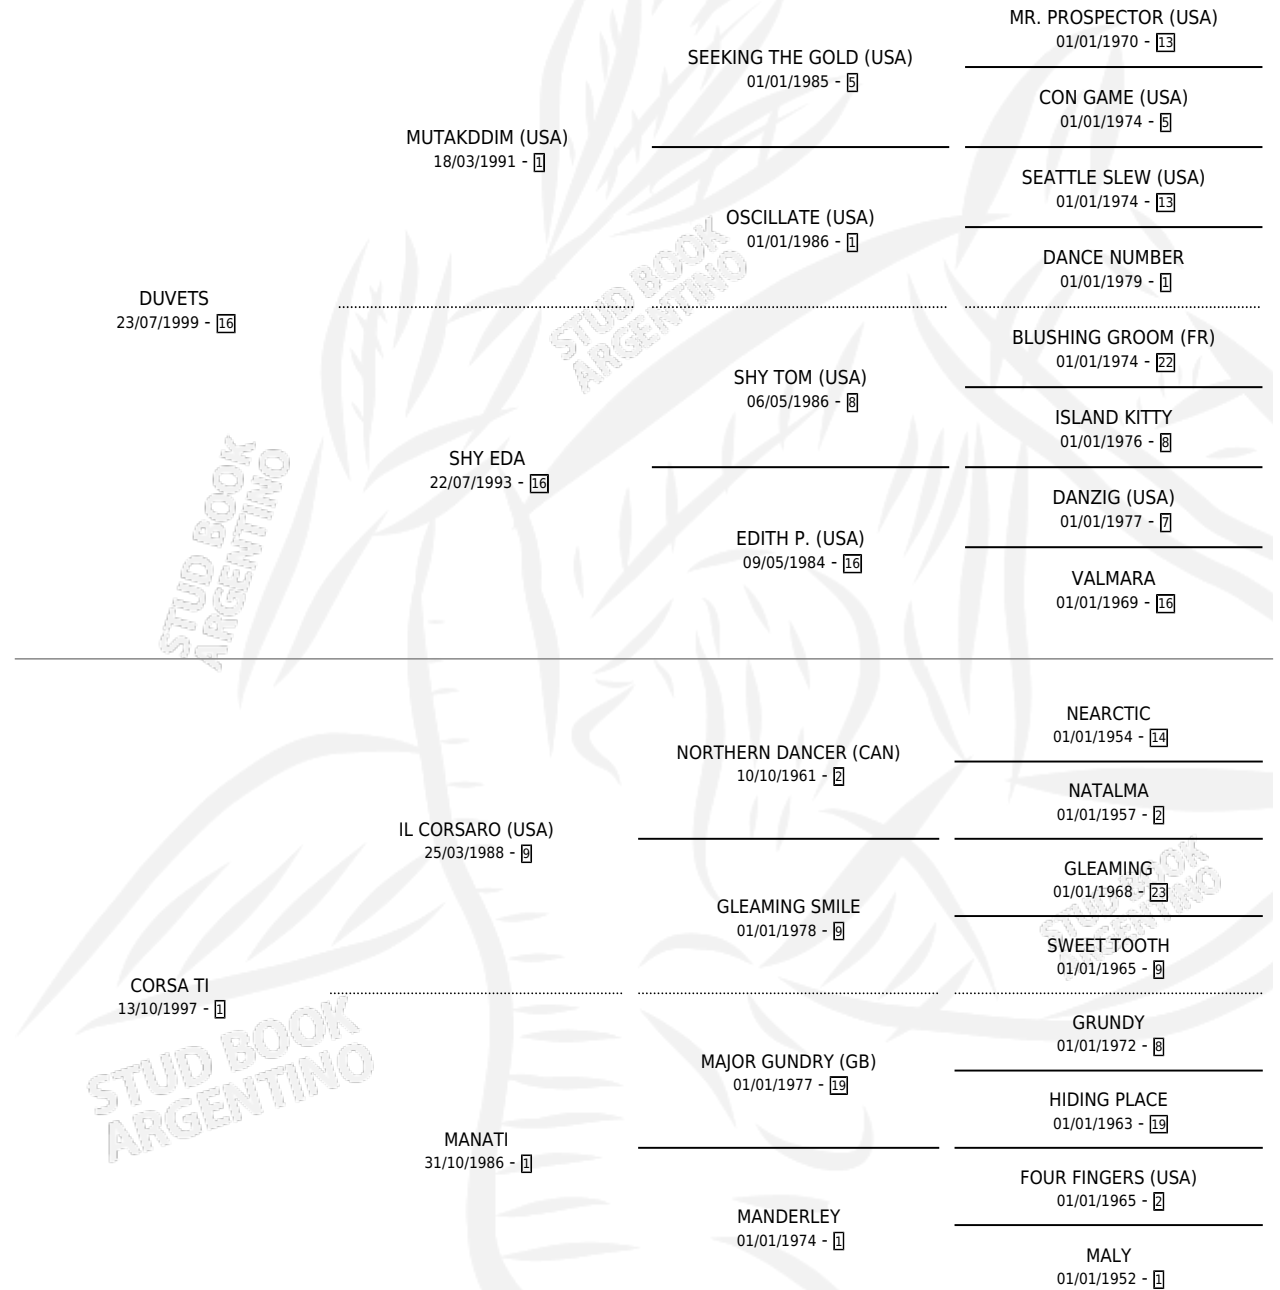 MR. PROSPECTOR (USA)
01/01/1970 - 13
SEEKING THE GOLD (USA)
01/01/1985 - 5
CON GAME (USA)
01/01/1974 - 5
MUTAKDDIM (USA)
18/03/1991 - 1
SEATTLE SLEW (USA)
01/01/1974 - 13
OSCILLATE (USA)
01/01/1986 - 1
DANCE NUMBER
01/01/1979 - 1
DUVETS
23/07/1999 - 16
STUD BOOK
ARGENTINO
BLUSHING GROOM (FR)
01/01/1974 - 22
SHY TOM (USA)
06/05/1986 - 8
ISLAND KITTY
01/01/1976 - 8
SHY EDA
22/07/1993 - 16
DANZIG (USA)
01/01/1977 - 7
EDITH P. (USA)
09/05/1984 - 16
VALMARA
01/01/1969 - 16
STUD BOOK
ARGENTINO
NEARCTIC
01/01/1954 - 14
NORTHERN DANCER (CAN)
10/10/1961 - 2
NATALMA
01/01/1957 - 2
IL CORSARO (USA)
25/03/1988 - 9
GLEAMING
01/01/1968 - 23
GLEAMING SMILE
01/01/1978 - 9
SWEET TOOTH
01/01/1965 - 9
STUD BOOK
ARGENTINO
CORSA TI
13/10/1997 - 1
GRUNDY
01/01/1972 - 8
MAJOR GUNDRY (GB)
01/01/1977 - 19
HIDING PLACE
01/01/1963 - 19
STUD BOOK
ARGENTINO
MANATI
31/10/1986 - 1
FOUR FINGERS (USA)
01/01/1965 - 2
MANDERLEY
01/01/1974 - 1
MALY
01/01/1952 - 1